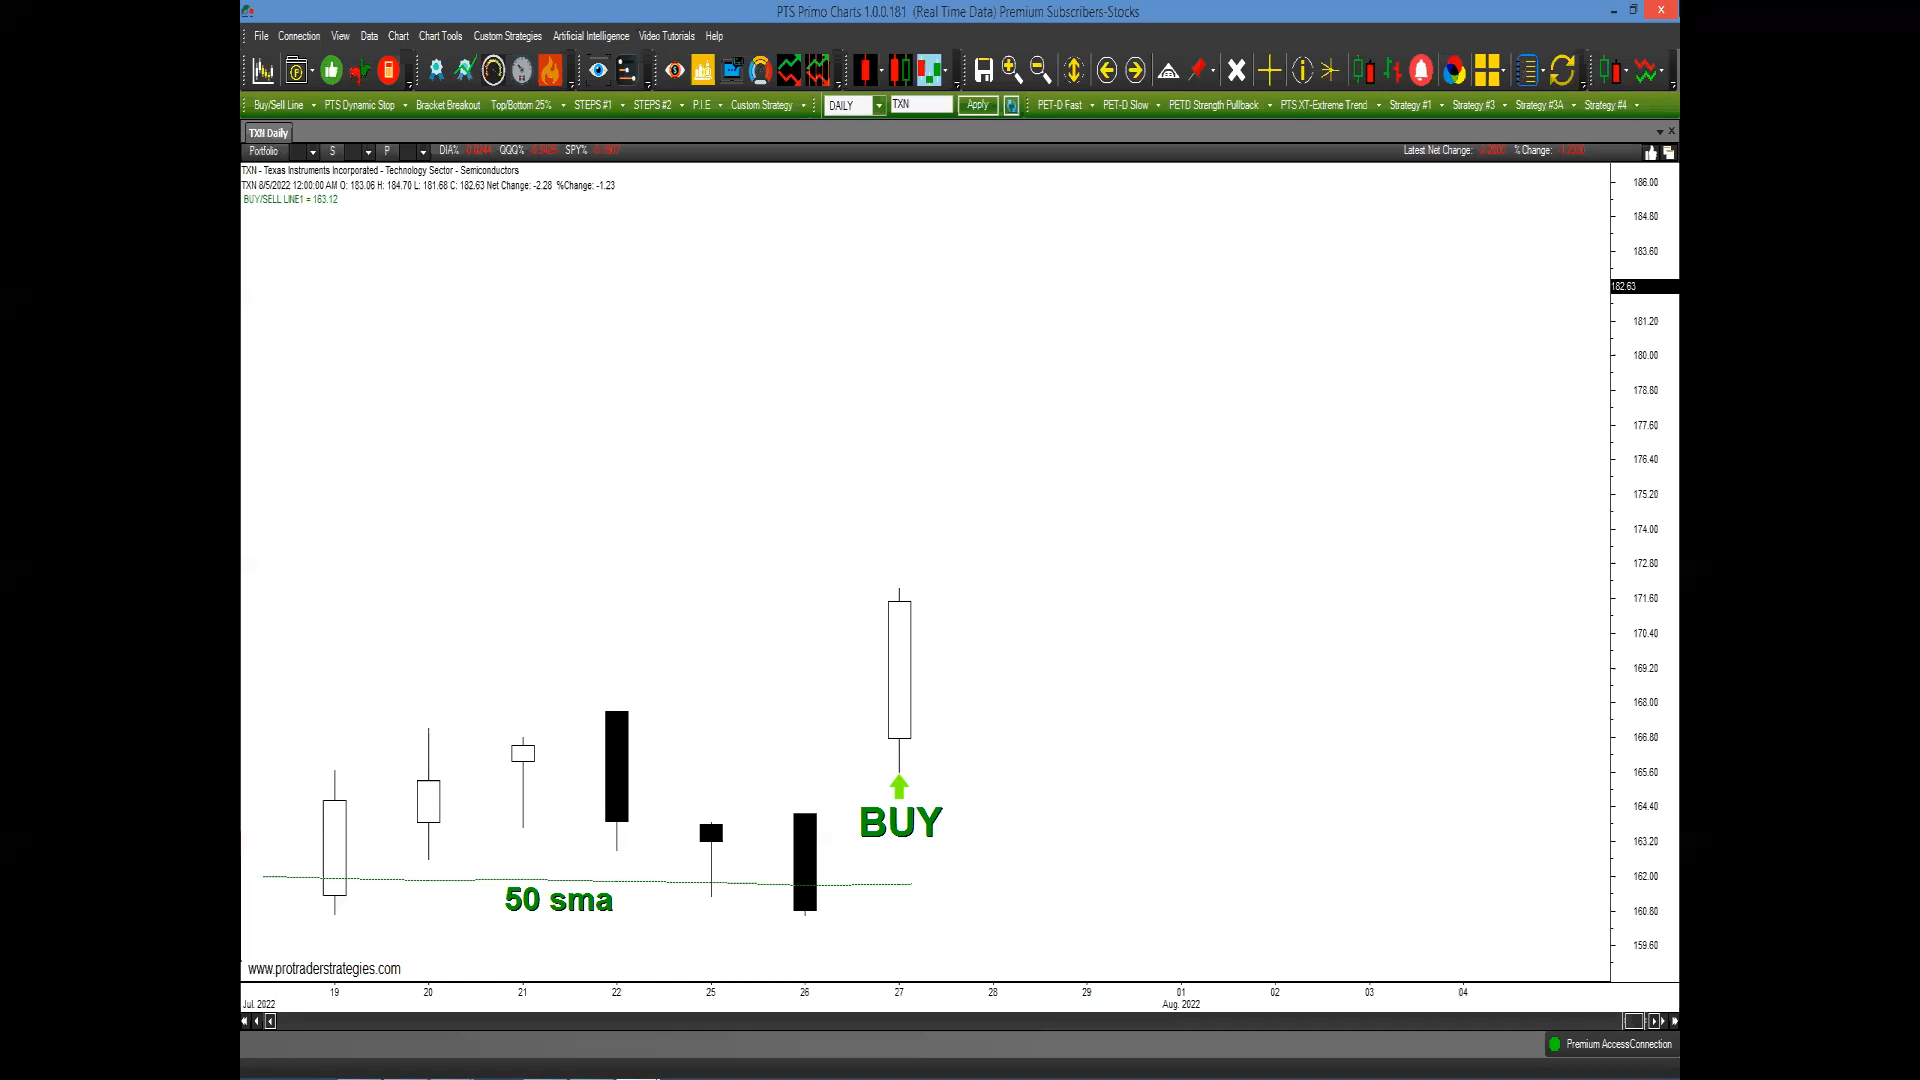 PTS Primo Charts 1.0.0.181 (Real Time Data) Premium Subscribers-Stocks
File Connection View Data Chart Chart Tools Custom Strategies Artificial Intelligence Video Tutorials Help
Buy/Sell Line PTS Dynamic Stop Bracket Breakout Top/Bottom 25% STEPS #1 STEPS #2 P.I.E Custom Strategy DAILY TXN Apply PET-D Fast PET-D Slow PETD Strength Pullback PTS XT-Extreme Trend Strategy #1 Strategy #3 Strategy #3A Strategy #4
TXN Daily
Portfolio S P DIA% QQQ% SPY% Latest Net Change: % Change:
TXN - Texas Instruments Incorporated - Technology Sector - Semiconductors
TXN 8/5/2022 12:00:00 AM O: 183.06 H: 184.70 L: 181.68 C: 182.63 Net Change: -2.28 %Change: -1.23
BUY/SELL LINE1 = 163.12
186.00
184.80
183.60
182.63
181.20
180.00
178.80
177.60
176.40
175.20
174.00
172.80
171.60
170.40
169.20
168.00
166.80
165.60
164.40
163.20
162.00
160.80
159.60
BUY
50 sma
www.protraderstrategies.com
19 20 21 22 25 26 27 28 29 01 02 03 04
Jul. 2022 Aug. 2022
Premium AccessConnection